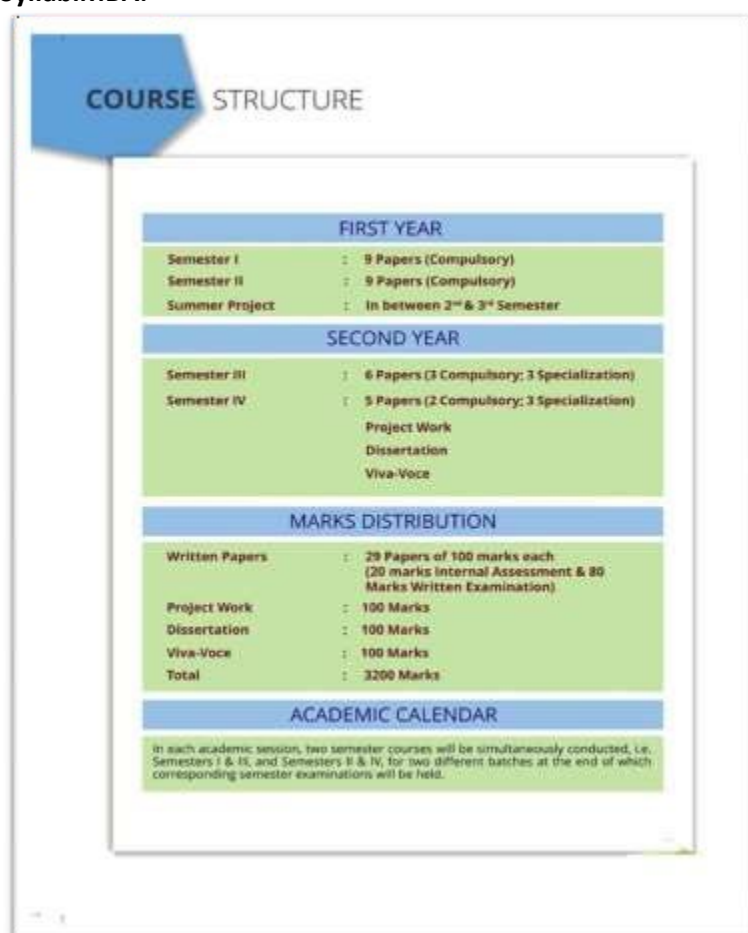 COURSE STRUCTURE
FIRST YEAR
Semester I : 9 Papers (Compulsory)
Semester II : 9 Papers (Compulsory)
Summer Project : In between 2nd & 3rd Semester
SECOND YEAR
Semester III : 6 Papers (3 Compulsory; 3 Specialization)
Semester IV : 5 Papers (2 Compulsory; 3 Specialization)
Project Work
Dissertation
Viva-Voce
MARKS DISTRIBUTION
Written Papers : 29 Papers of 100 marks each
(20 marks Internal Assessment & 80
Marks Written Examination)
Project Work : 100 Marks
Dissertation : 100 Marks
Viva-Voce : 100 Marks
Total : 3200 Marks
ACADEMIC CALENDAR
In each academic session, two semester courses will be simultaneously conducted, i.e.
Semesters I & III, and Semesters II & IV, for two different batches at the end of which
corresponding semester examinations will be held.